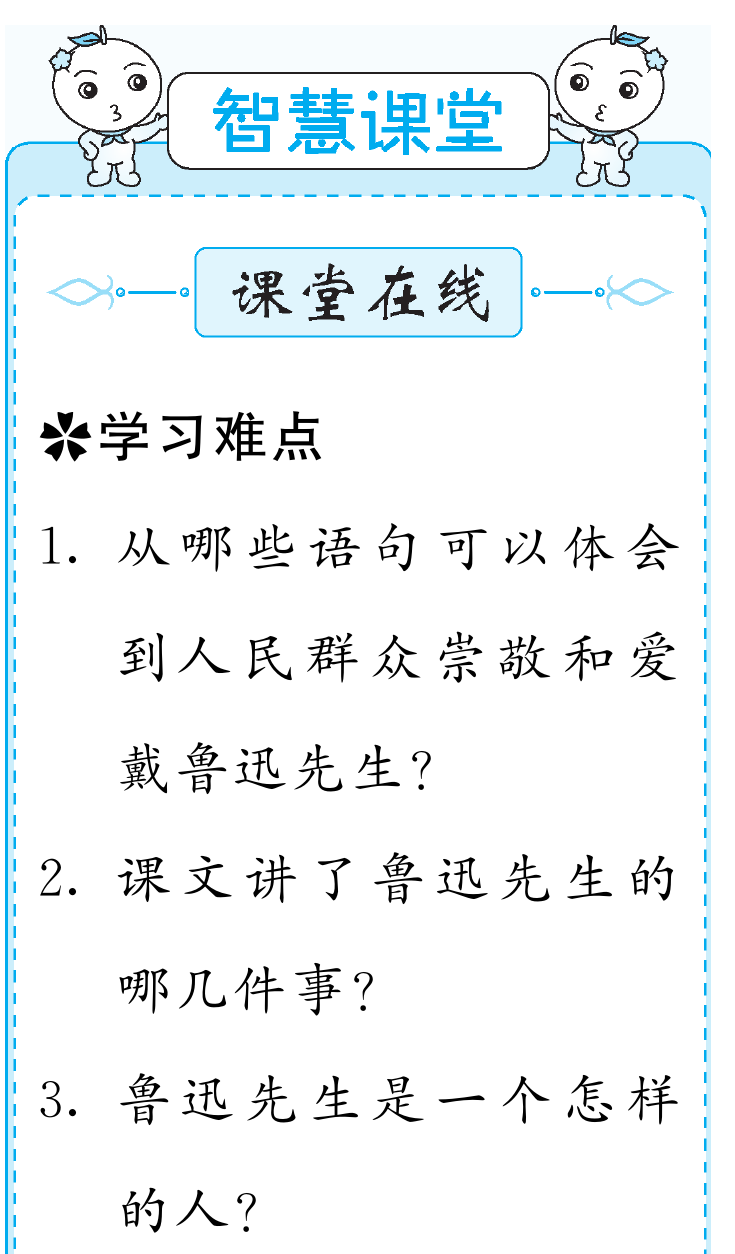 智慧课堂
课堂在线
学习难点
1. 从哪些语句可以体会
到人民群众崇敬和爱
戴鲁迅先生?
2. 课文讲了鲁迅先生的
哪几件事?
3. 鲁迅先生是一个怎样
的人?